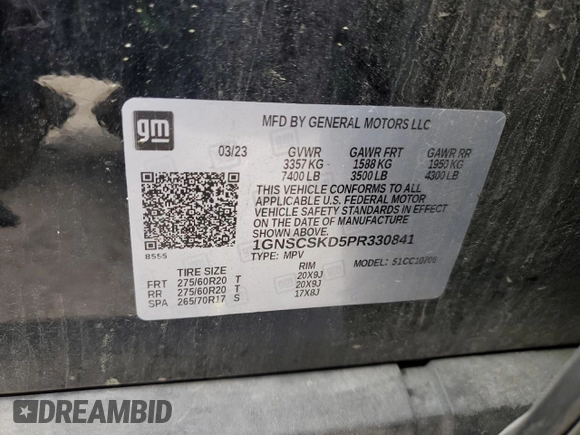 gm
MFD BY GENERAL MOTORS LLC
03/23 GVWR GAWR FRT GAWR RR
3357 KG 1588 KG 1950 KG
7400 LB 3500 LB 4300 LB
THIS VEHICLE CONFORMS TO ALL
APPLICABLE U.S. FEDERAL MOTOR
VEHICLE SAFETY STANDARDS IN EFFECT
ON THE DATE OF MANUFACTURE
SHOWN ABOVE.
1GNSCSKD5PR330841
8555 TYPE: MPV MODEL: 51CC10706
TIRE SIZE RIM
FRT 275/60R20 T 20X9J
RR 275/60R20 T 20X9J
SPA 265/70R17 S 17X8J
DREAMBID